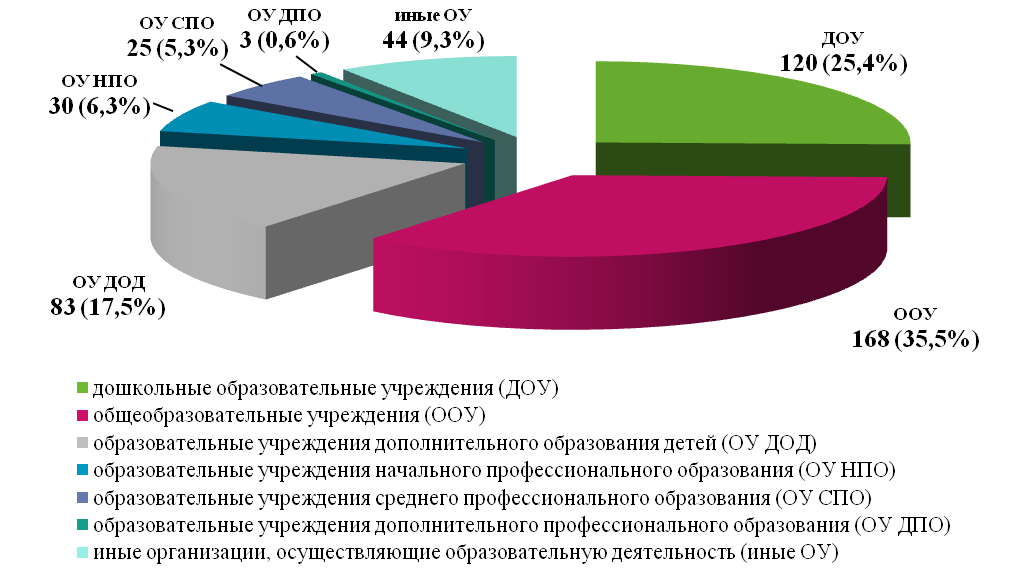 ОУ СПО
25 (5,3%)
ОУ ДПО
3 (0,6%)
иные ОУ
44 (9,3%)
ДОУ
120 (25,4%)
ОУ НПО
30 (6,3%)
ОУ ДОД
83 (17,5%)
ООУ
168 (35,5%)
дошкольные образовательные учреждения (ДОУ)
общеобразовательные учреждения (ООУ)
образовательные учреждения дополнительного образования детей (ОУ ДОД)
образовательные учреждения начального профессионального образования (ОУ НПО)
образовательные учреждения среднего профессионального образования (ОУ СПО)
образовательные учреждения дополнительного профессионального образования (ОУ ДПО)
иные организации, осуществляющие образовательную деятельность (иные ОУ)